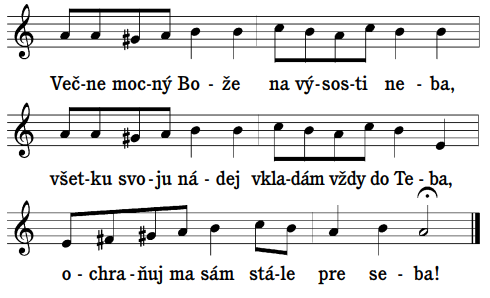 Več-ne moc-ný Bo - že na vý-sos-ti ne - ba,
všet-ku svo-ju ná - dej vkla-dám vždy do Te - ba,
o - chra-ňuj ma sám stá-le pre se - ba!